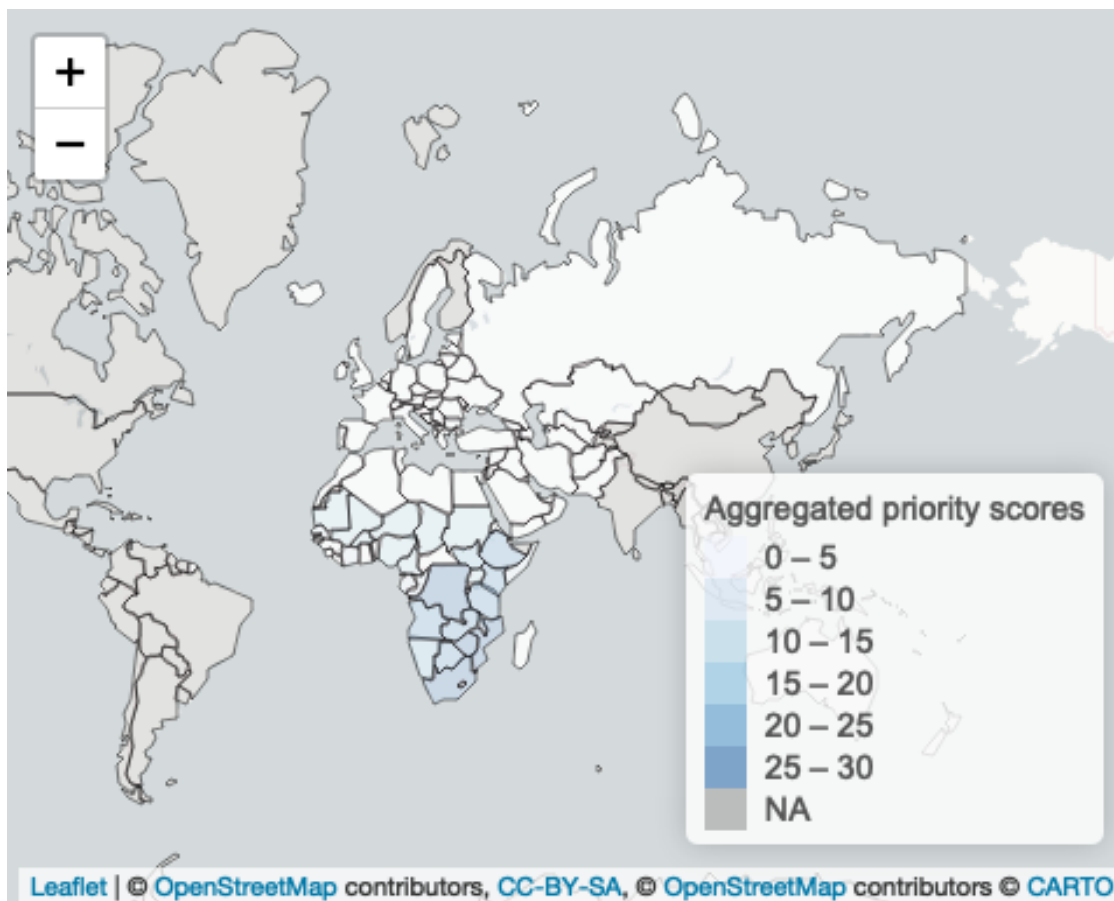 +
−
Aggregated priority scores
0 – 5
5 – 10
10 – 15
15 – 20
20 – 25
25 – 30
NA
Leaflet | © OpenStreetMap contributors, CC-BY-SA, © OpenStreetMap contributors © CARTO